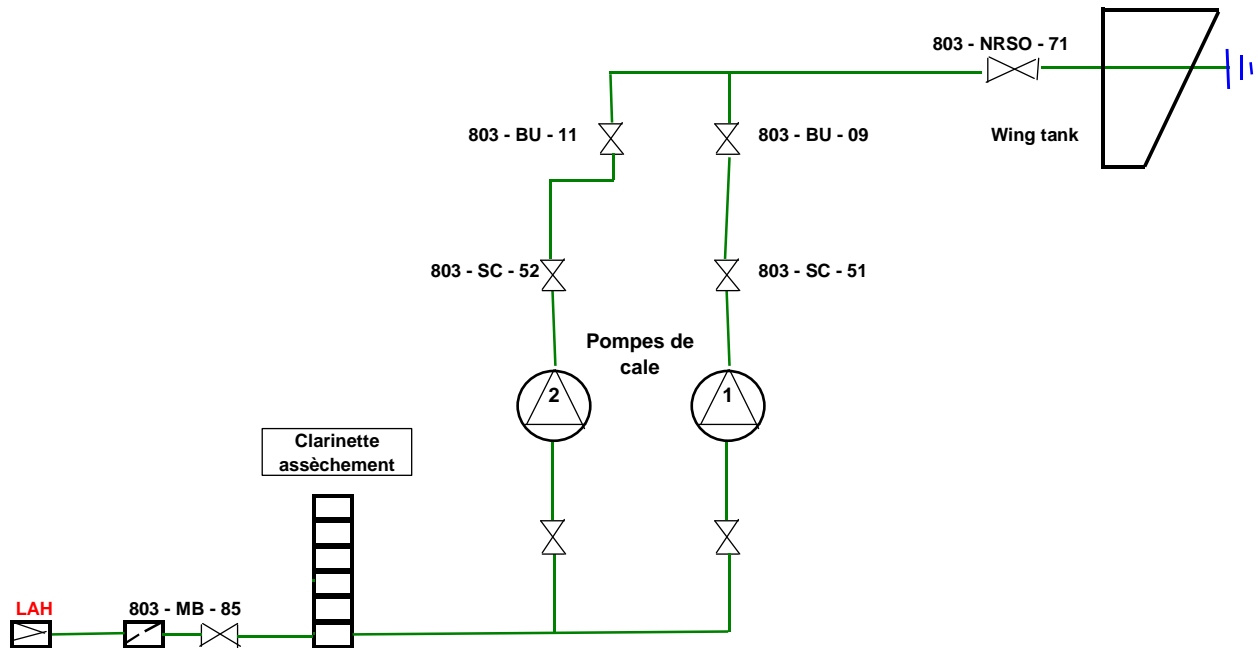 803 - NRSO - 71
803 - BU - 11
803 - BU - 09
Wing tank
803 - SC - 52
803 - SC - 51
Pompes de
cale
2
1
Clarinette
assèchement
LAH
803 - MB - 85